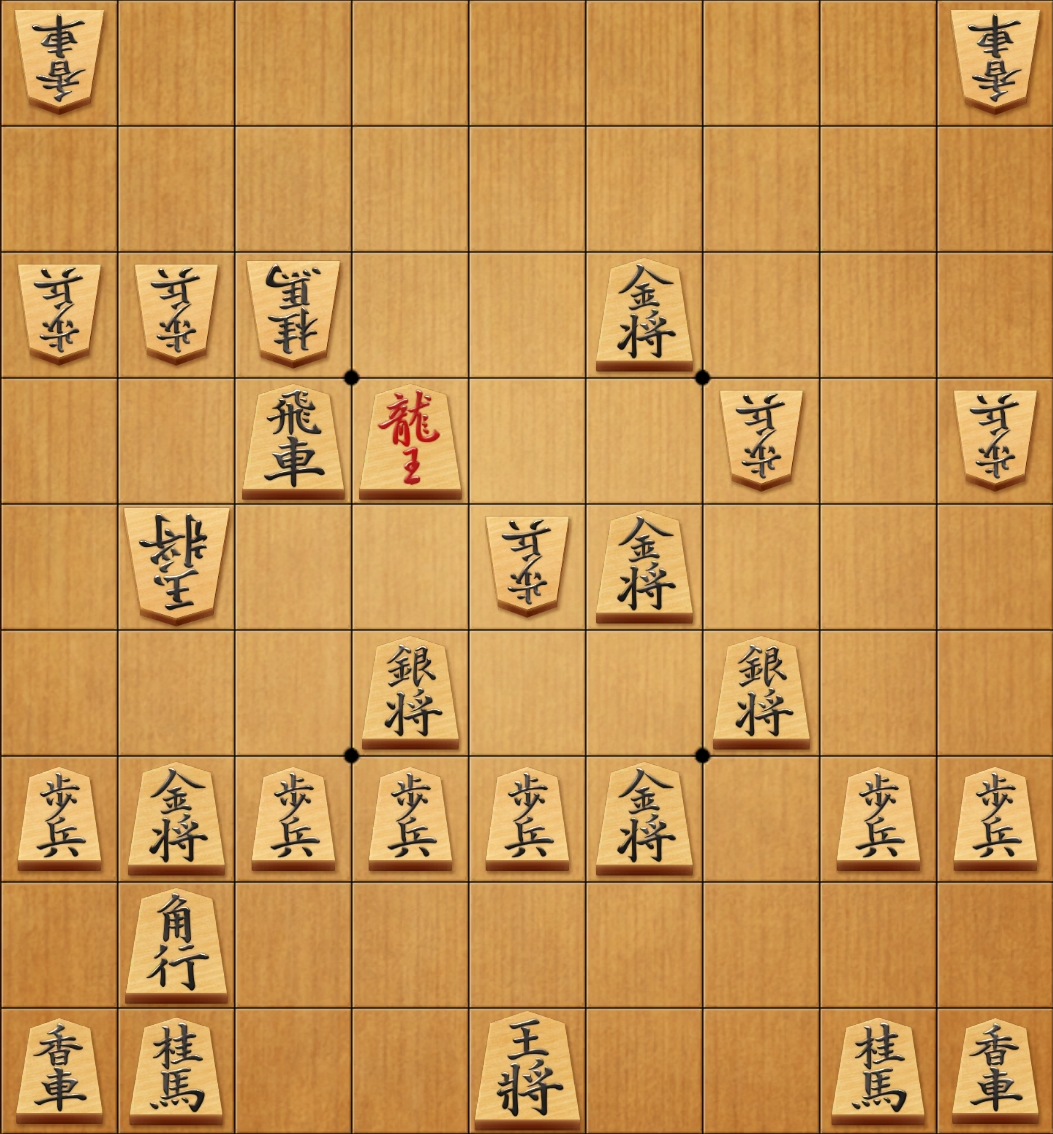 香車 香車
歩兵 歩兵 桂馬 金将
飛車 龍王 歩兵 歩兵
王将 歩兵 金将
銀将 銀将
歩兵 金将 歩兵 歩兵 歩兵 金将 歩兵 歩兵
角行
香車 桂馬 王将 桂馬 香車